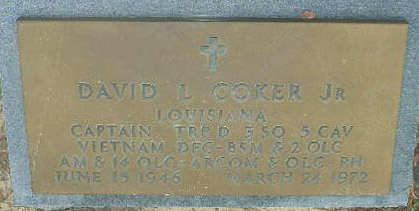 DAVID L COKER JR
LOUISIANA
CAPTAIN TRP D 3 SQ 5 CAV
VIETNAM DFC-BSM & 2 OLC
AM & 14 OLC-ARCOM & OLC-PH
JUNE 15 1946 MARCH 24 1972